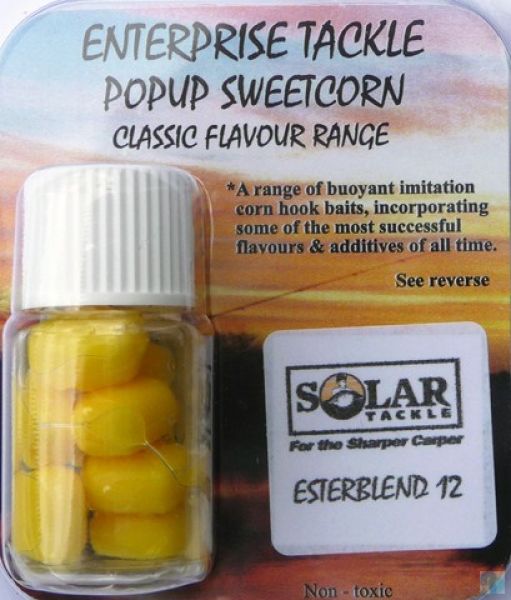 ENTERPRISE TACKLE
POPUP SWEETCORN
CLASSIC FLAVOUR RANGE
*A range of buoyant imitation
corn hook baits, incorporating
some of the most successful
flavours & additives of all time.
See reverse
SOLAR
TACKLE
For the Sharper Carper
ESTERBLEND 12
Non - toxic